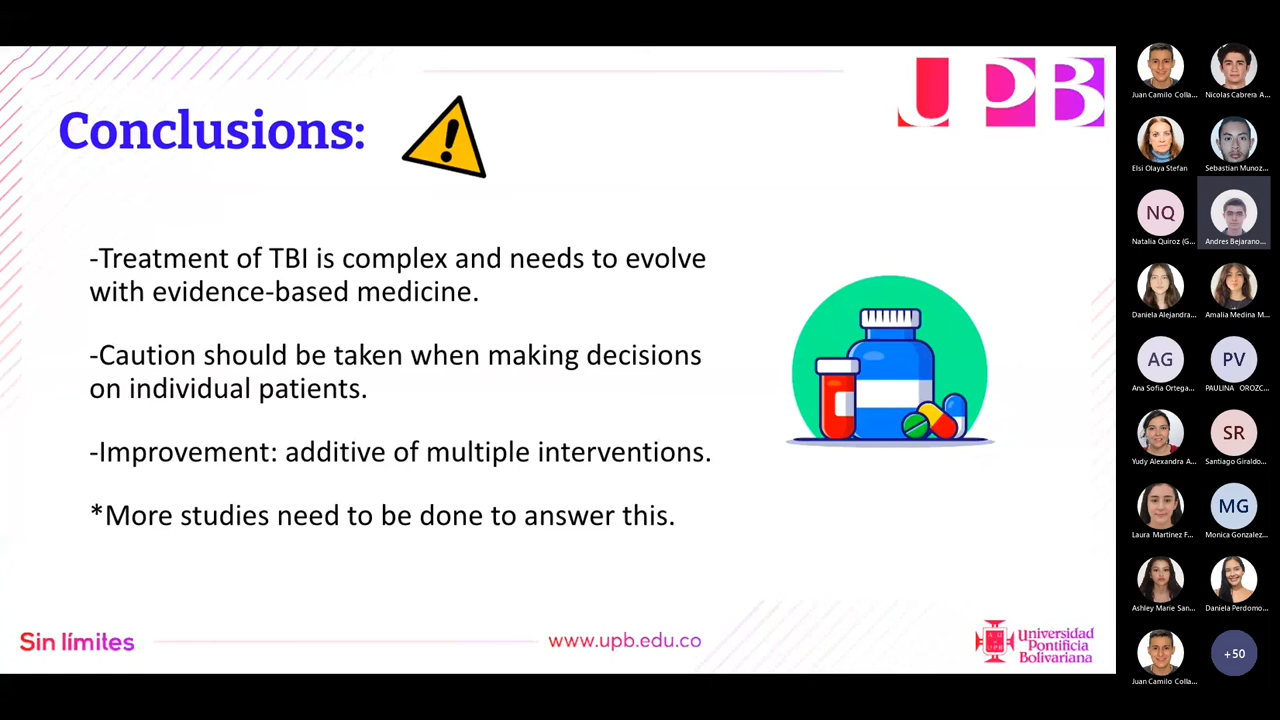 UPB
Conclusions:
-Treatment of TBI is complex and needs to evolve
with evidence-based medicine.
-Caution should be taken when making decisions
on individual patients.
-Improvement: additive of multiple interventions.
*More studies need to be done to answer this.
Sin límites
www.upb.edu.co
Universidad
Pontificia
Bolivariana
Juan Camilo Colla...
Nicolas Cabrera A...
Elsi Olaya Stefan
Sebastian Munoz...
NQ
Natalia Quiroz (G...
Andres Bejarano...
Daniela Alejandra...
Amalia Medina M...
AG
Ana Sofia Ortega...
PV
PAULINA OROZC...
Yudy Alexandra A...
SR
Santiago Giraldo...
Laura Martinez F...
MG
Monica Gonzalez...
Ashley Marie San...
Daniela Perdomo...
Juan Camilo Colla...
+50